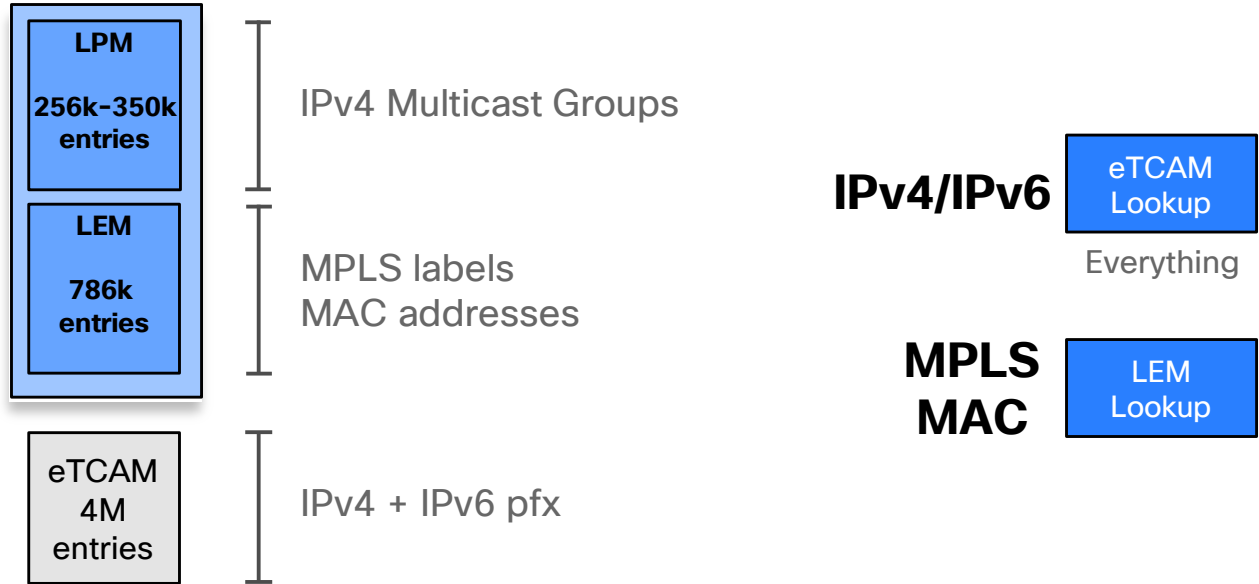 LPM
256k-350k
entries
IPv4 Multicast Groups
LEM
786k
entries
MPLS labels
MAC addresses
eTCAM
4M
entries
IPv4 + IPv6 pfx
IPv4/IPv6
eTCAM
Lookup
Everything
MPLS
MAC
LEM
Lookup